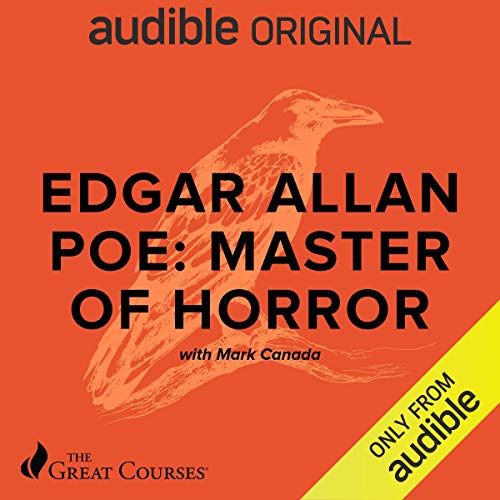 audible ORIGINAL
EDGAR ALLAN
POE: MASTER
OF HORROR
with Mark Canada
ONLY FROM
audible
THE
GREAT COURSES®